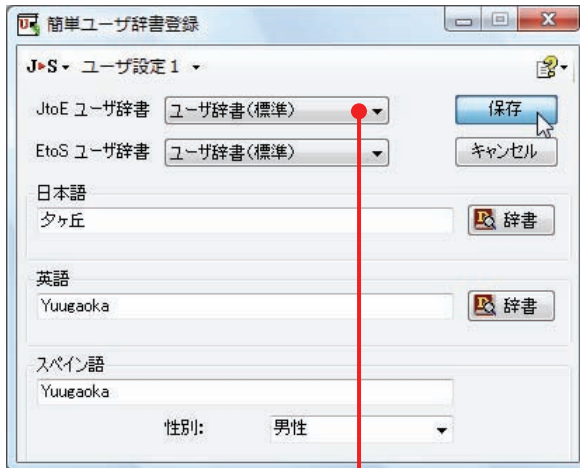 簡単ユーザ辞書登録
J▸S ユーザ設定1
JtoE ユーザ辞書 ユーザ辞書(標準) 保存
EtoS ユーザ辞書 ユーザ辞書(標準) キャンセル
日本語
夕ヶ丘 辞書
英語
Yuugaoka 辞書
スペイン語
Yuugaoka
性別: 男性